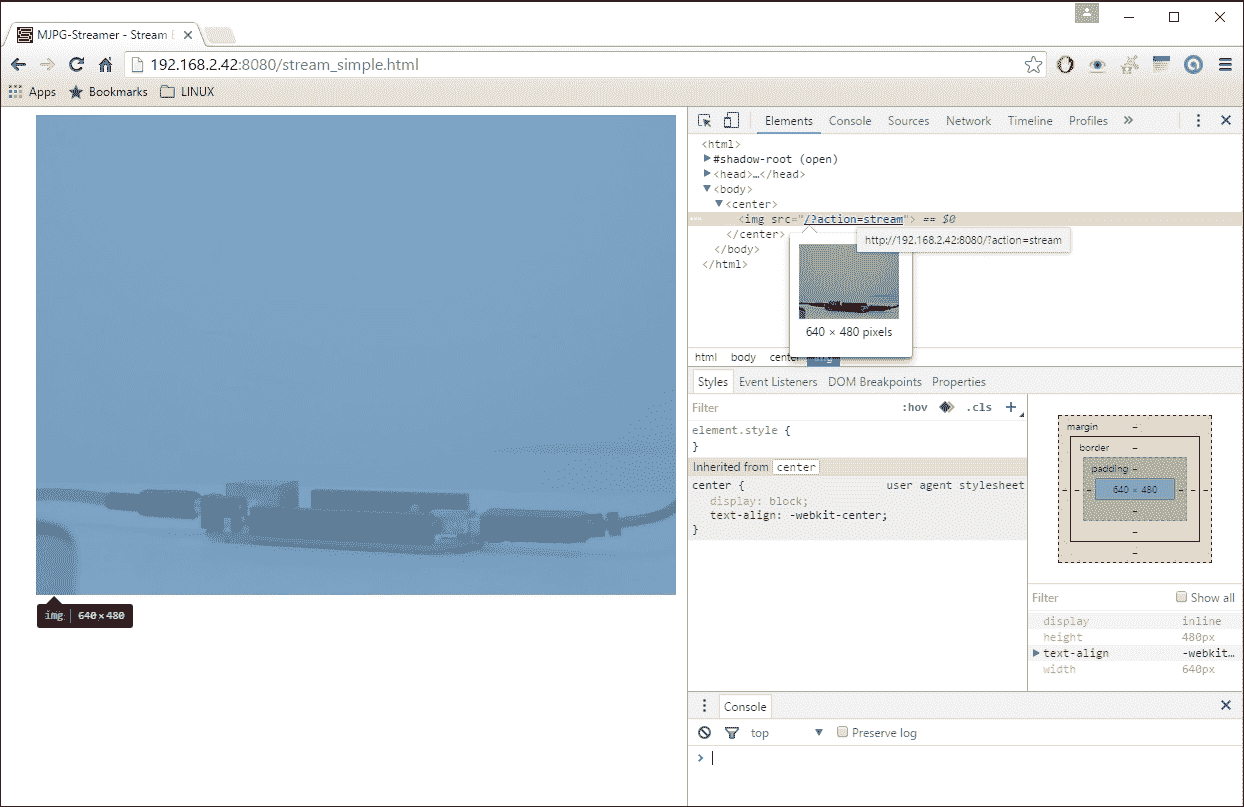 MJPG-Streamer - Stream
192.168.2.42:8080/stream_simple.html
Apps Bookmarks LINUX
Elements Console Sources Network Timeline Profiles »
<html>
#shadow-root (open)
<head>…</head>
<body>
<center>
<img src="/?action=stream"> == $0
</center>
</body>
</html>
http://192.168.2.42:8080/?action=stream
640 × 480 pixels
html body center img
Styles Event Listeners DOM Breakpoints Properties
Filter :hov .cls +
element.style {
}
Inherited from center
center { user agent stylesheet
display: block;
text-align: -webkit-center;
}
margin –
border –
padding –
640 × 480
Filter Show all
display inline
height 480px
text-align -webkit…
width 640px
img 640×480
Console
top Preserve log
>